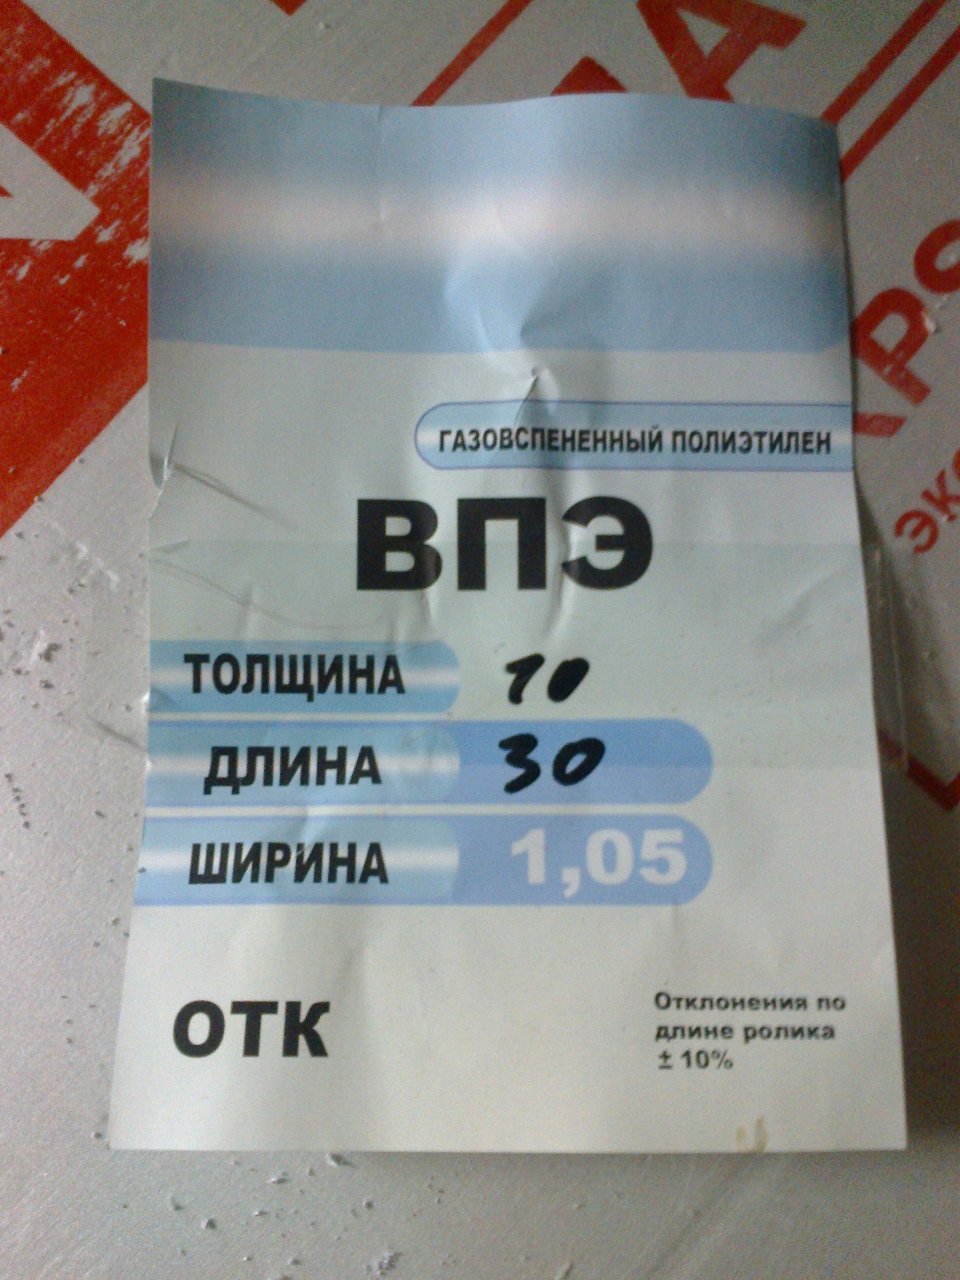 ГАЗОВСПЕНЕННЫЙ ПОЛИЭТИЛЕН
ВПЭ
ТОЛЩИНА 10
ДЛИНА 30
ШИРИНА 1,05
ОТК
Отклонения по
длине ролика
± 10%